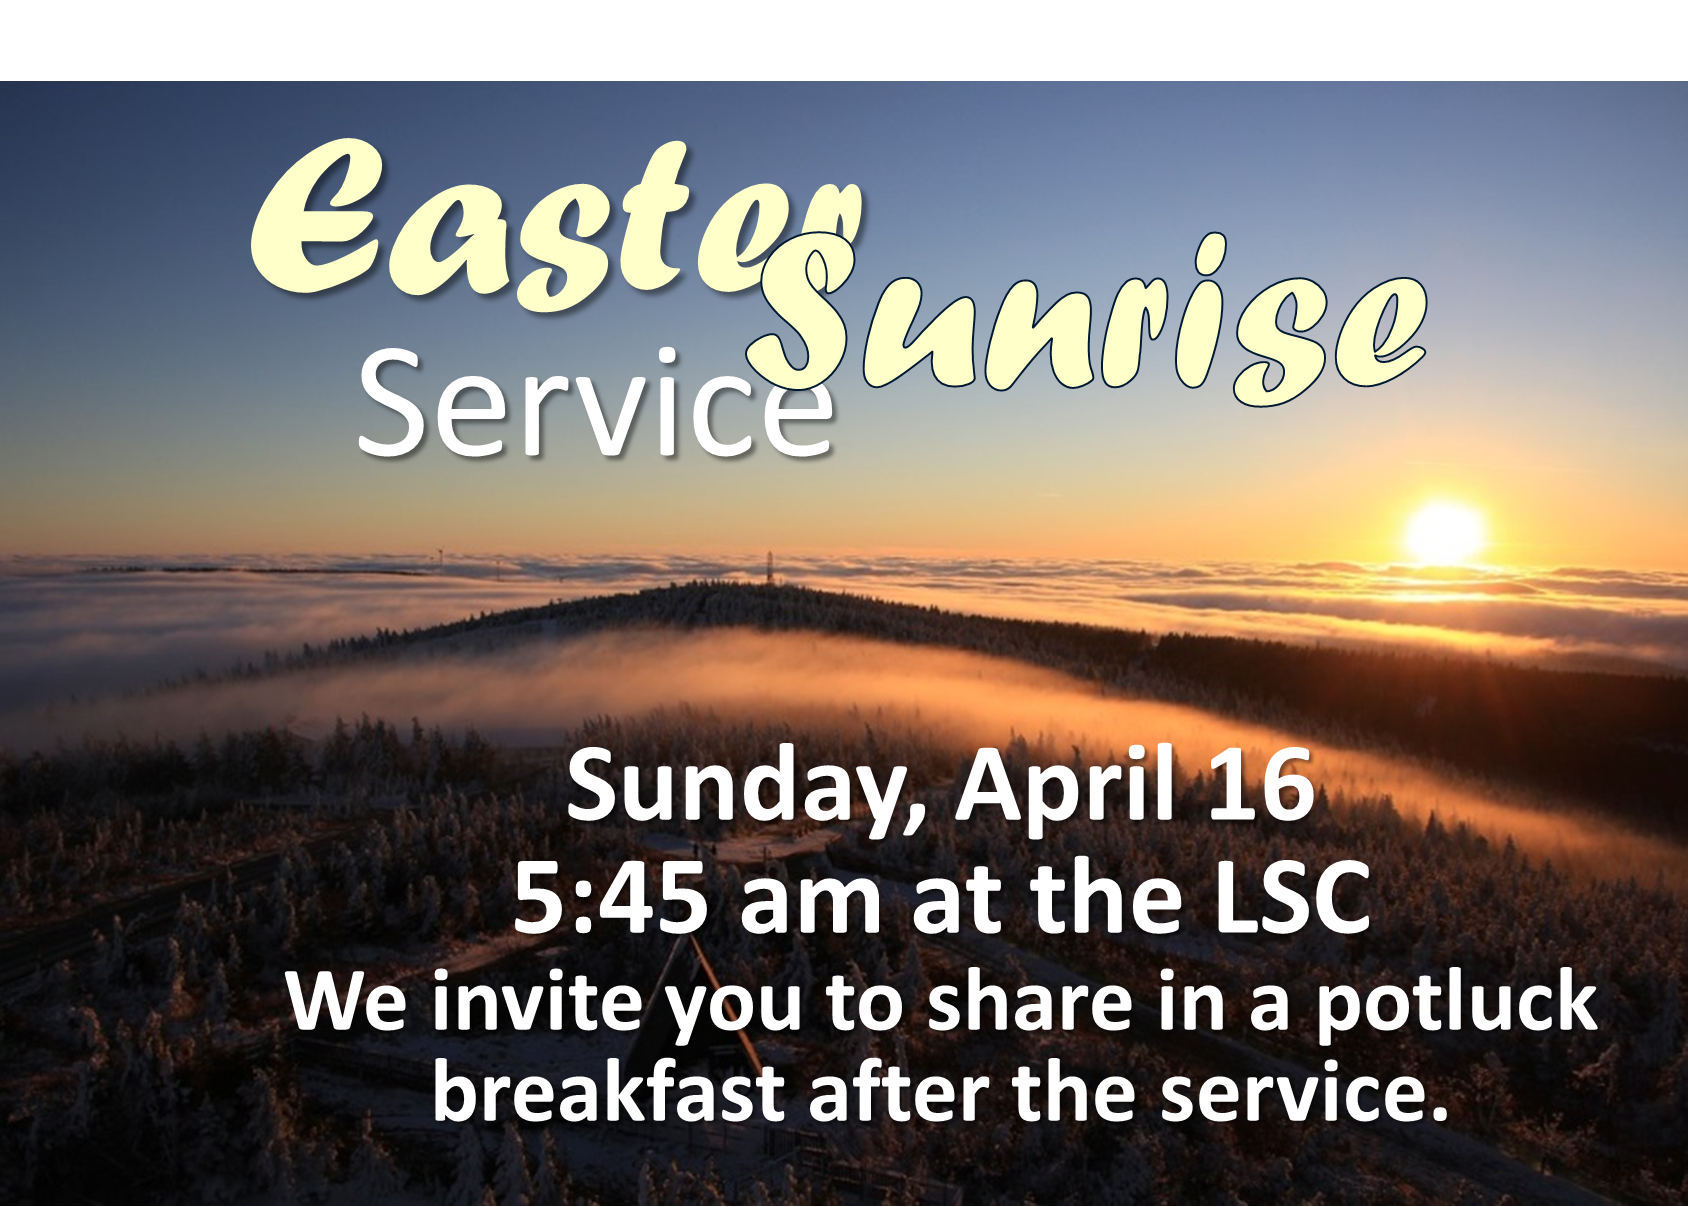 Easter
Sunrise
Service
Sunday, April 16
5:45 am at the LSC
We invite you to share in a potluck
breakfast after the service.